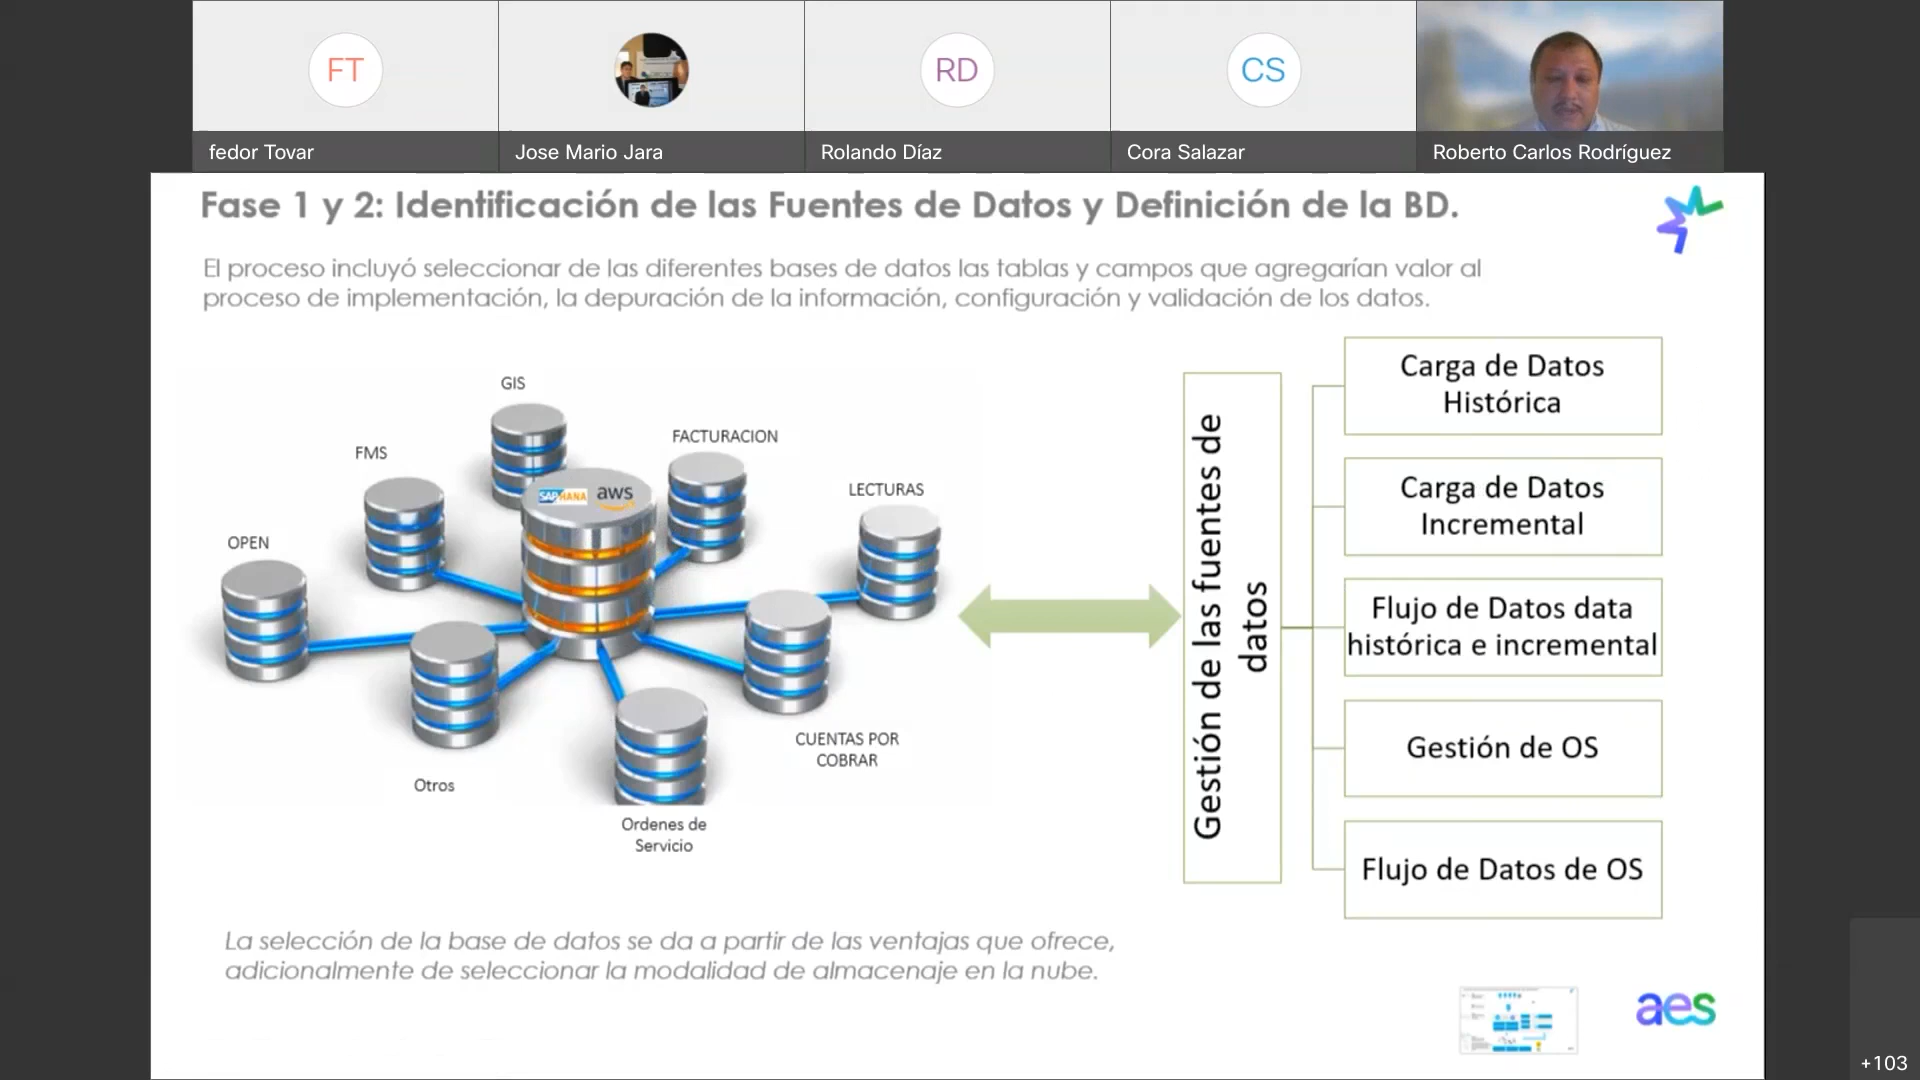 FT
RD
CS
fedor Tovar
Jose Mario Jara
Rolando Díaz
Cora Salazar
Roberto Carlos Rodríguez
Fase 1 y 2: Identificación de las Fuentes de Datos y Definición de la BD.
El proceso incluyó seleccionar de las diferentes bases de datos las tablas y campos que agregarían valor al
proceso de implementación, la depuración de la información, configuración y validación de los datos.
GIS
FMS
FACTURACION
LECTURAS
OPEN
SAP HANA
aws
CUENTAS POR
COBRAR
Otros
Ordenes de
Servicio
Gestión de las fuentes de
datos
Carga de Datos
Histórica
Carga de Datos
Incremental
Flujo de Datos data
histórica e incremental
Gestión de OS
Flujo de Datos de OS
La selección de la base de datos se da a partir de las ventajas que ofrece,
adicionalmente de seleccionar la modalidad de almacenaje en la nube.
aes
+103